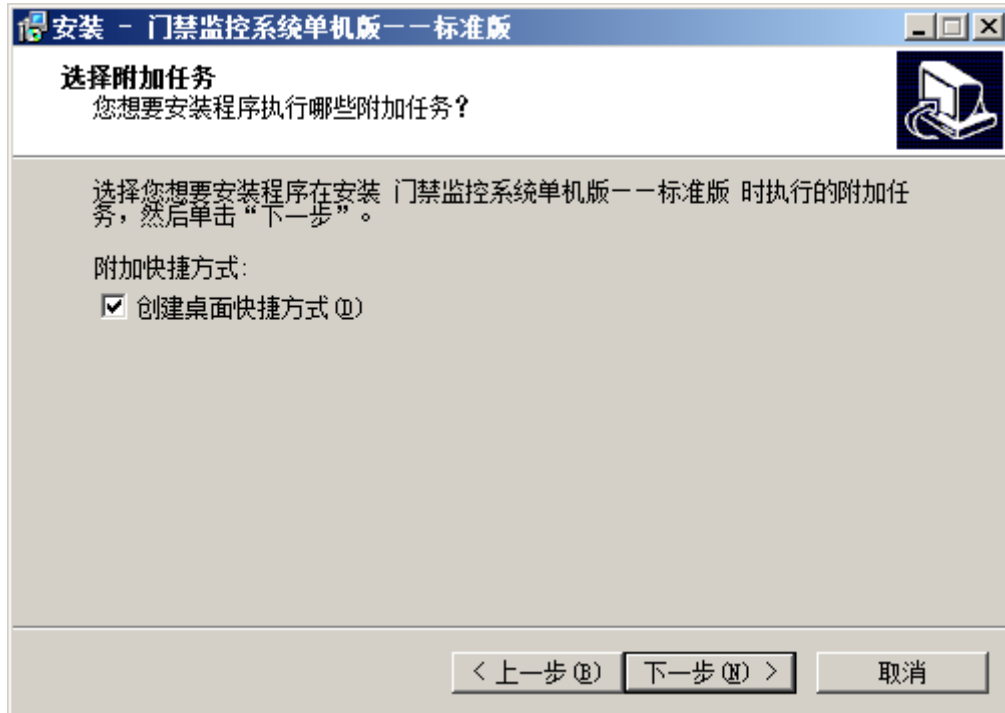 安装 - 门禁监控系统单机版——标准版
选择附加任务
您想要安装程序执行哪些附加任务?
选择您想要安装程序在安装 门禁监控系统单机版——标准版 时执行的附加任
务,然后单击“下一步”。
附加快捷方式:
创建桌面快捷方式(D)
< 上一步(B)
下一步(N) >
取消